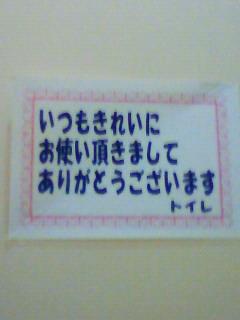 いつもきれいに
お使い頂きまして
ありがとうございます
トイレ